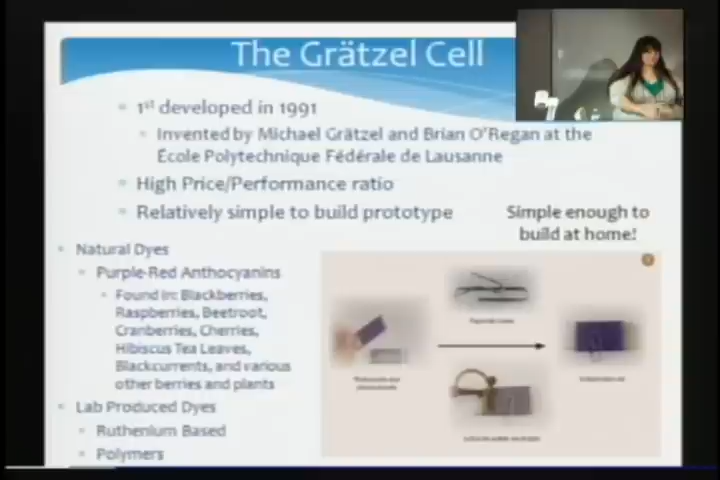 The Grätzel Cell
1st developed in 1991
Invented by Michael Grätzel and Brian O'Regan at the
École Polytechnique Fédérale de Lausanne
High Price/Performance ratio
Relatively simple to build prototype
Simple enough to
build at home!
Natural Dyes
Purple-Red Anthocyanins
Found in: Blackberries,
Raspberries, Beetroot,
Cranberries, Cherries,
Hibiscus Tea Leaves,
Blackcurrents, and various
other berries and plants
Lab Produced Dyes
Ruthenium Based
Polymers